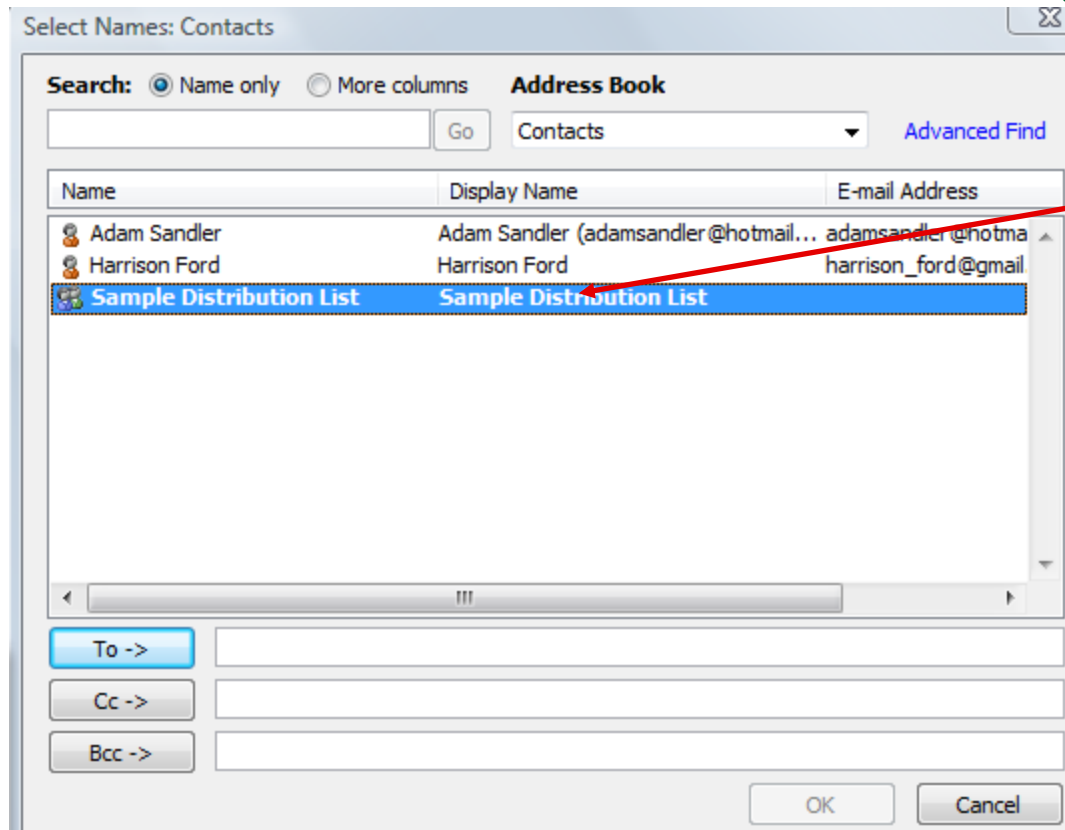 Select Names: Contacts
Search: Name only More columns Address Book
Go Contacts Advanced Find
Name Display Name E-mail Address
Adam Sandler Adam Sandler (adamsandler@hotmail... adamsandler@hotma
Harrison Ford Harrison Ford harrison_ford@gmail.
Sample Distribution List Sample Distribution List
To ->
Cc ->
Bcc ->
OK Cancel